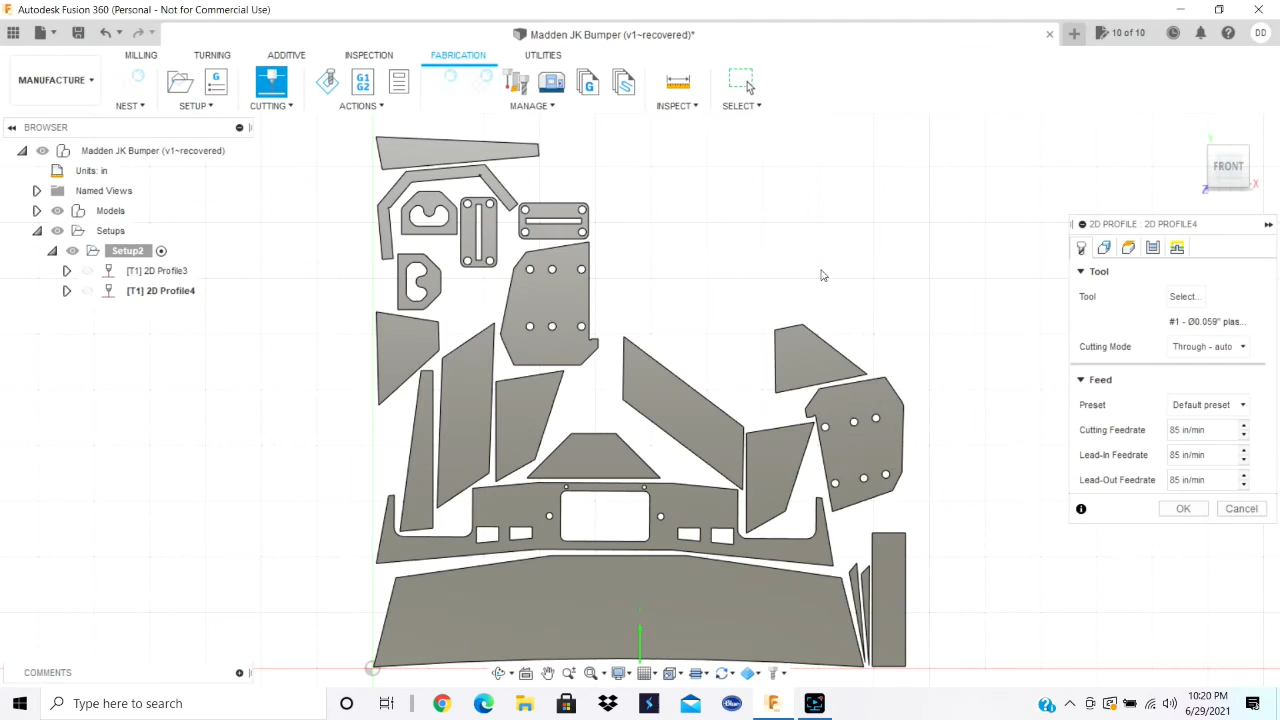 Autodesk Fusion 360 (Personal - Not for Commercial Use)
Madden JK Bumper (v1~recovered)*
10 of 10
DD
MANUFACTURE
MILLING
TURNING
ADDITIVE
INSPECTION
FABRICATION
UTILITIES
G
G1
G2
G
NEST
SETUP
CUTTING
ACTIONS
MANAGE
INSPECT
SELECT
BROWSER
Madden JK Bumper (v1~recovered)
Units: in
Named Views
Models
Setups
Setup2
[T1] 2D Profile3
[T1] 2D Profile4
Y
FRONT
X
Z
2D PROFILE : 2D PROFILE4
Tool
Tool
Select...
#1 - Ø0.059" plas...
Cutting Mode
Through - auto
Feed
Preset
Default preset
Cutting Feedrate
85 in/min
Lead-In Feedrate
85 in/min
Lead-Out Feedrate
85 in/min
OK
Cancel
COMMENTS
Type here to search
Blue
10:20 PM
6/29/2021